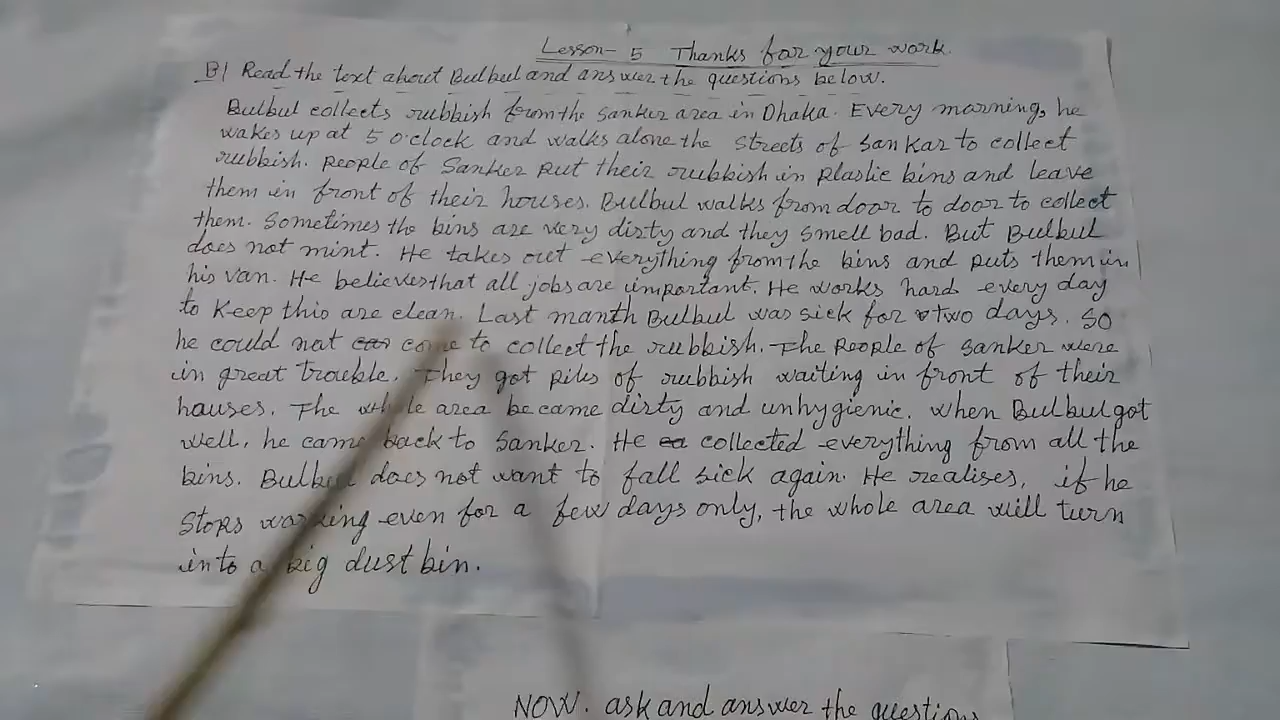 Lesson- 5 Thanks for your work.
B) Read the text about Bulbul and answer the questions below.
Bulbul collects rubbish from the Sanker area in Dhaka. Every morning, he
wakes up at 5 o'clock and walks alone the streets of Sankar to collect
rubbish. People of Sanker put their rubbish in plastic bins and leave
them in front of their houses. Bulbul walks from door to door to collect
them. Sometimes the bins are very dirty and they smell bad. But Bulbul
does not mint. He takes out everything from the bins and puts them in
his van. He believes that all jobs are important. He works hard every day
to keep this are clean. Last manth Bulbul was sick for two days. So
he could not come to collect the rubbish. The people of Sanker were
in great trouble. They got piles of rubbish waiting in front of their
hauses. The whole area became dirty and unhygienic. When Bulbul got
well, he came back to Sanker. He collected everything from all the
bins. Bulbul does not want to fall sick again. He realises, if he
stops working even for a few days only, the whole area will turn
into a big dust bin.
NOW. ask and answer the questions